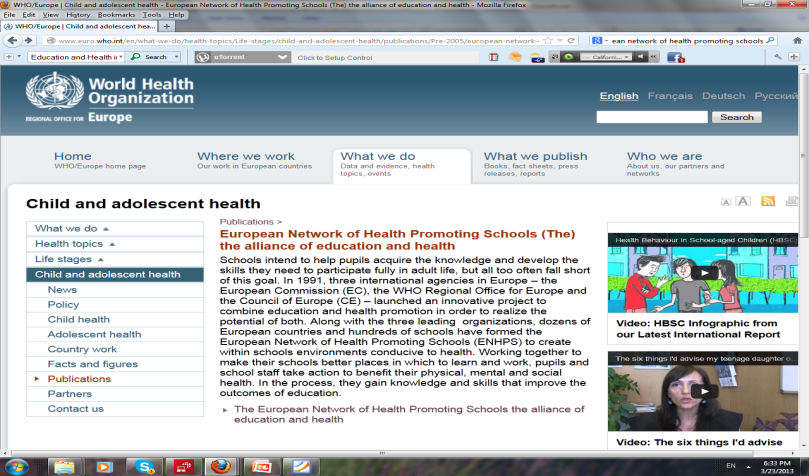 WHO/Europe | Child and adolescent health - European Network of Health Promoting Schools (The) the alliance of education and health - Mozilla Firefox
File Edit View History Bookmarks Tools Help
WHO/Europe | Child and adolescent hea...
www.euro.who.int/en/what-we-do/health-topics/Life-stages/child-and-adolescent-health/publications/Pre-2005/european-network-
ean network of health promoting schools
Education and Health in
Search
uTorrent
Click to Setup Control
World Health
Organization
REGIONAL OFFICE FOR Europe
English Français Deutsch Русский
Search
Home
WHO/Europe home page
Where we work
Our work in European countries
What we do
Data and evidence, health
topics, events
What we publish
Books, fact sheets, press
releases, reports
Who we are
About us, our partners and
networks
Child and adolescent health
A A
What we do
Health topics
Life stages
Child and adolescent health
News
Policy
Child health
Adolescent health
Country work
Facts and figures
Publications
Partners
Contact us
Publications >
European Network of Health Promoting Schools (The)
the alliance of education and health
Schools intend to help pupils acquire the knowledge and develop the
skills they need to participate fully in adult life, but all too often fall short
of this goal. In 1991, three international agencies in Europe – the
European Commission (EC), the WHO Regional Office for Europe and
the Council of Europe (CE) – launched an innovative project to
combine education and health promotion in order to realize the
potential of both. Along with the three leading organizations, dozens of
European countries and hundreds of schools have formed the
European Network of Health Promoting Schools (ENHPS) to create
within schools environments conducive to health. Working together to
make their schools better places in which to learn and work, pupils and
school staff take action to benefit their physical, mental and social
health. In the process, they gain knowledge and skills that improve the
outcomes of education.
The European Network of Health Promoting Schools the alliance of
education and health
Health Behaviour in School-aged Children (HBSC)
Video: HBSC Infographic from
our Latest International Report
The six things I'd advise my teenage daughter o...
Video: The six things I'd advise
EN
6:33 PM
3/23/2013